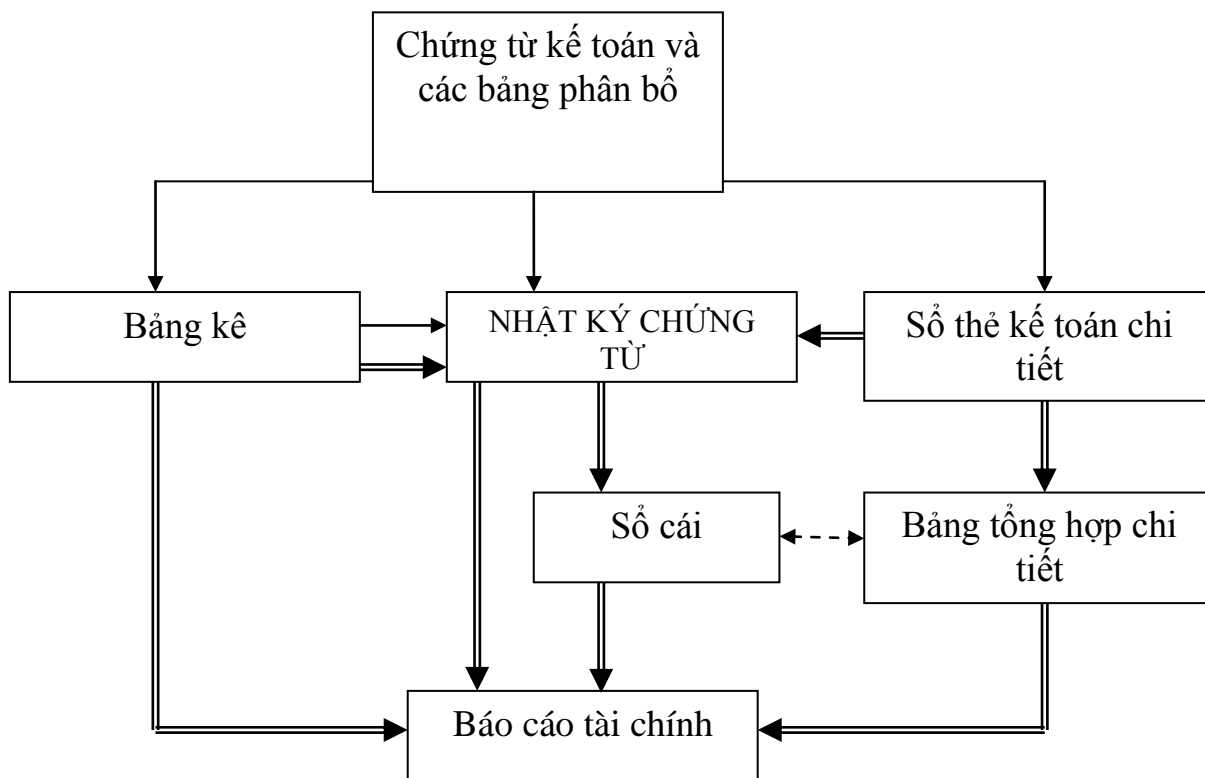 Chứng từ kế toán và
các bảng phân bổ
Bảng kê
NHẬT KÝ CHỨNG
TỪ
Sổ thẻ kế toán chi
tiết
Sổ cái
Bảng tổng hợp chi
tiết
Báo cáo tài chính